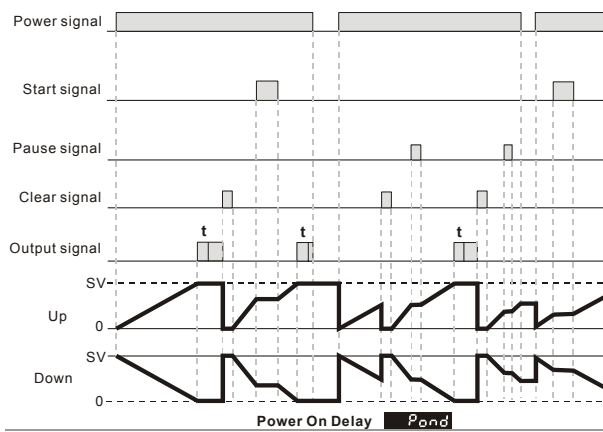 Power signal
Start signal
Pause signal
Clear signal
t
t
t
Output signal
SV
Up
0
SV
Down
0
Power On Delay Pond